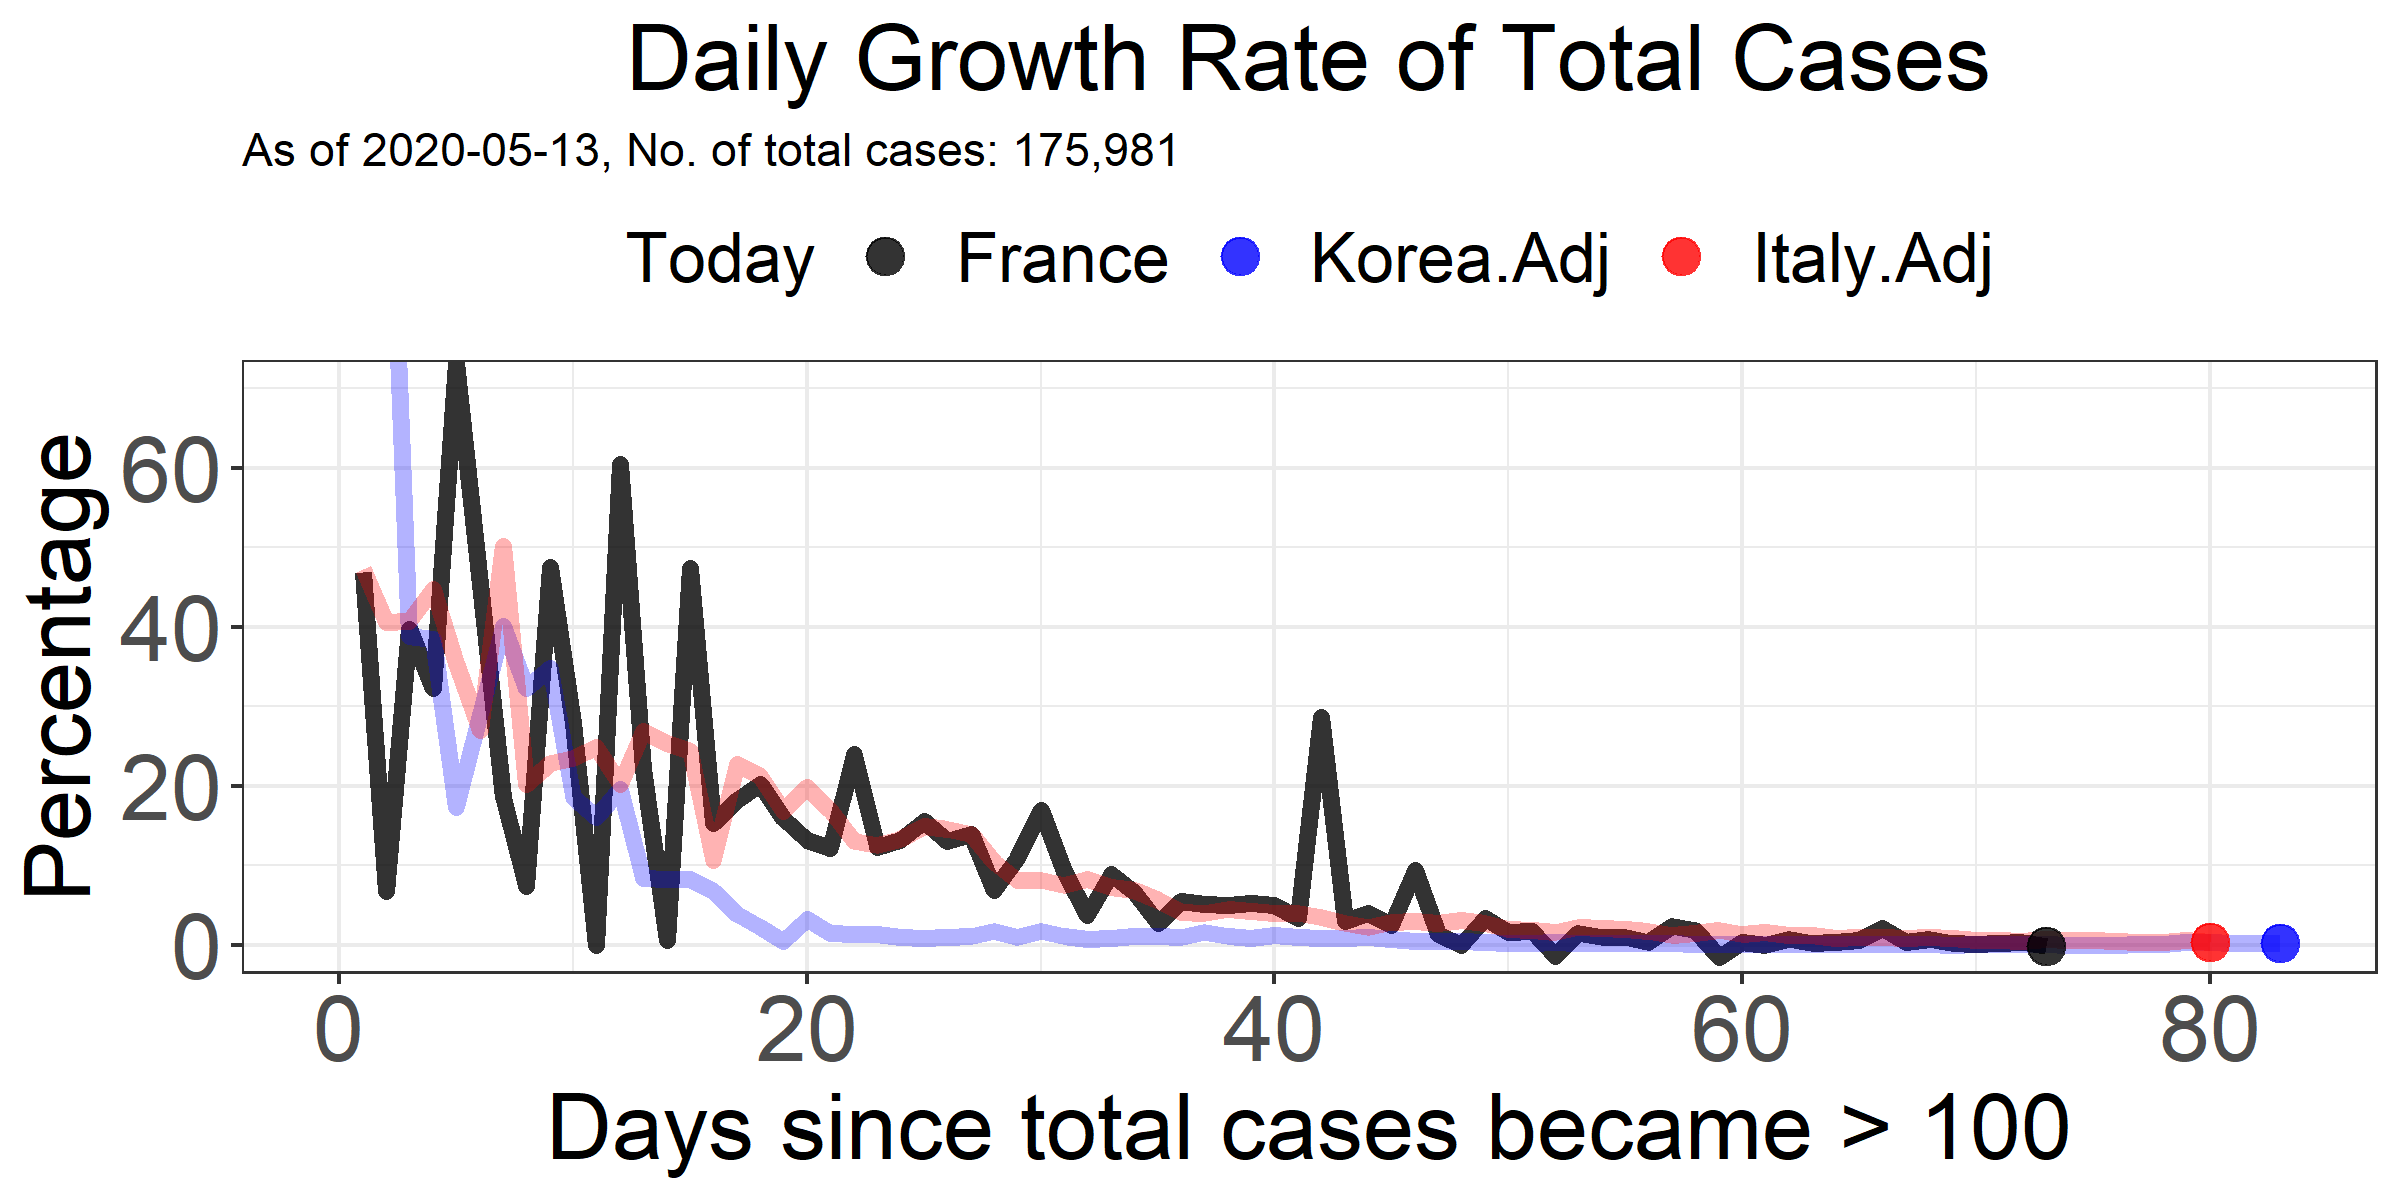 Daily Growth Rate of Total Cases
As of 2020-05-13, No. of total cases: 175,981
Today France Korea.Adj Italy.Adj
Percentage
60
40
20
0
0 20 40 60 80
Days since total cases became > 100